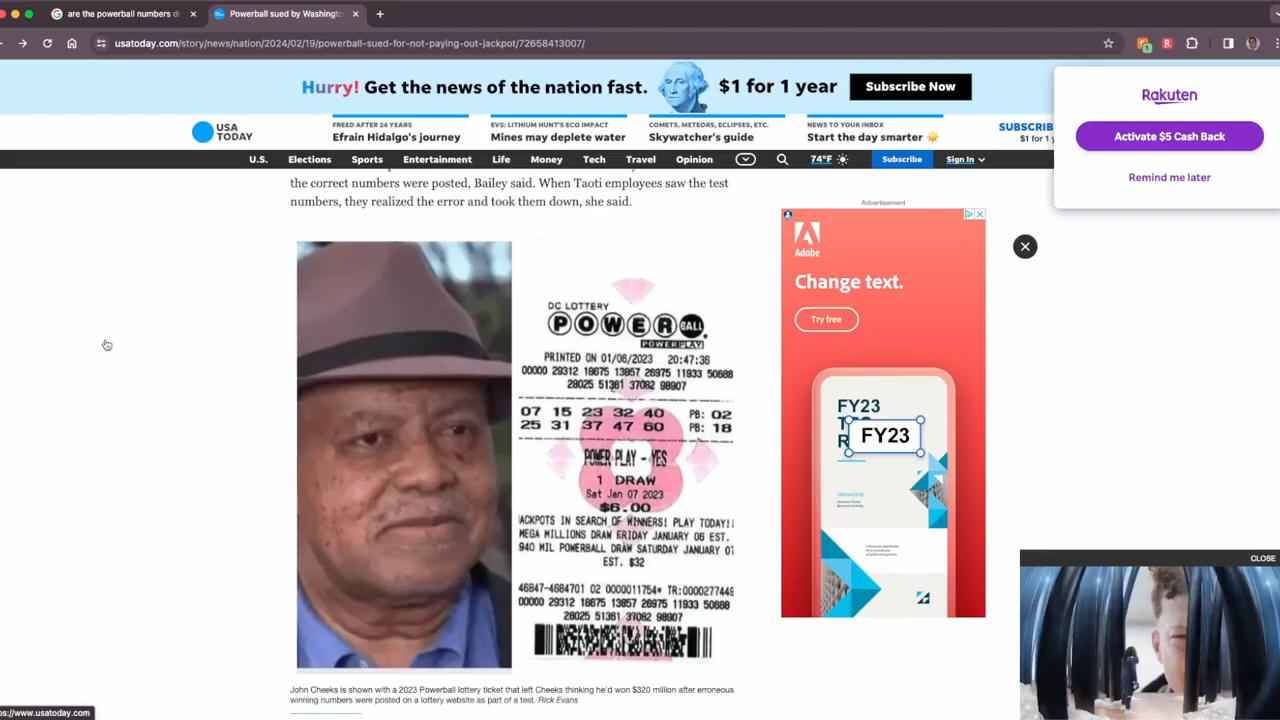 are the powerball numbers d
Powerball sued by Washingto
usatoday.com/story/news/nation/2024/02/19/powerball-sued-for-not-paying-out-jackpot/72658413007/
Hurry! Get the news of the nation fast.
$1 for 1 year
Subscribe Now
Rakuten
Activate $5 Cash Back
Remind me later
USA
TODAY
FREED AFTER 24 YEARS
Efrain Hidalgo's journey
EVS: LITHIUM HUNT'S ECO IMPACT
Mines may deplete water
COMETS, METEORS, ECLIPSES, ETC.
Skywatcher's guide
NEWS TO YOUR INBOX
Start the day smarter
SUBSCRIB
$1 for 1
U.S. Elections Sports Entertainment Life Money Tech Travel Opinion 74°F Subscribe Sign In
the correct numbers were posted, Bailey said. When Taoti employees saw the test
numbers, they realized the error and took them down, she said.
Advertisement
Adobe
Change text.
Try free
FY23
FY23
DC LOTTERY
POWERBALL
POWERPLAY
PRINTED ON 01/06/2023 20:47:36
00000 29312 18675 13857 26975 11933 50688
28025 51361 37082 98907
07 15 23 32 40 PB: 02
25 31 37 47 60 PB: 18
POWER PLAY - YES
1 DRAW
Sat Jan 07 2023
$6.00
JACKPOTS IN SEARCH OF WINNERS! PLAY TODAY!!
MEGA MILLIONS DRAW FRIDAY JANUARY 06 EST.
940 MIL POWERBALL DRAW SATURDAY JANUARY 07
EST. $32
46847-4684701 02 0000011754* TR:000027744
00000 29312 18675 13857 26975 11933 50688
28025 51361 37082 98907
John Cheeks is shown with a 2023 Powerball lottery ticket that left Cheeks thinking he'd won $320 million after erroneous
winning numbers were posted on a lottery website as part of a test. Rick Evans
CLOSE
ps://www.usatoday.com